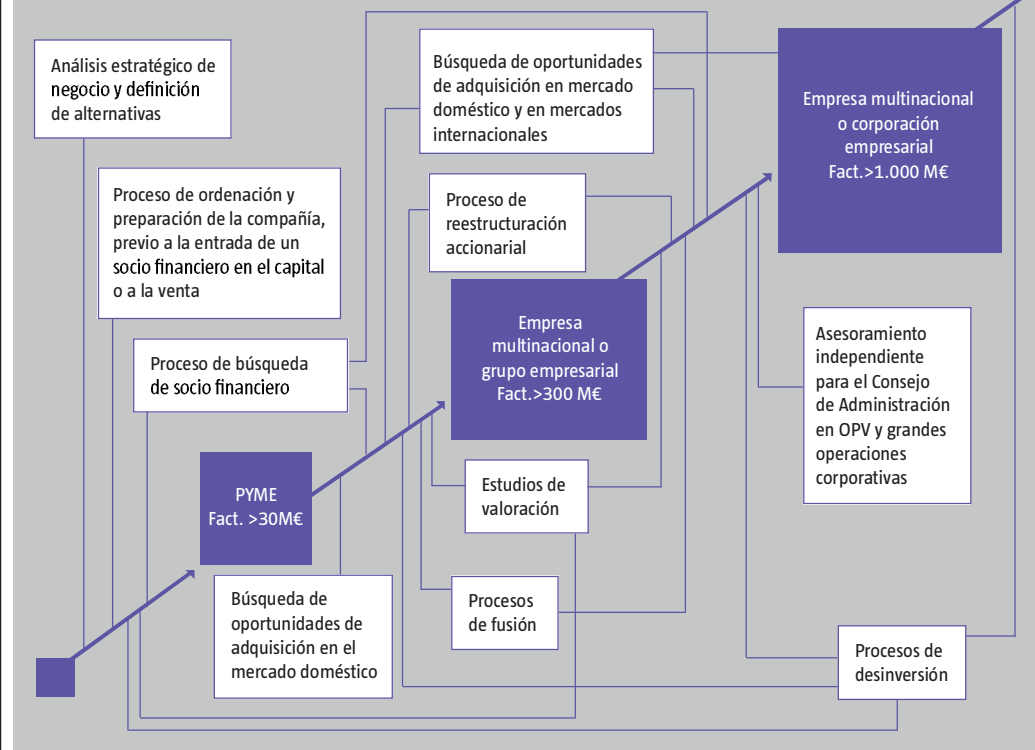 Análisis estratégico de
negocio y definición
de alternativas
Búsqueda de oportunidades
de adquisición en mercado
doméstico y en mercados
internacionales
Empresa multinacional
o corporación
empresarial
Fact.>1.000 M€
Proceso de ordenación y
preparación de la compañía,
previo a la entrada de un
socio financiero en el capital
o a la venta
Proceso de
reestructuración
accionarial
Empresa
multinacional o
grupo empresarial
Fact.>300 M€
Asesoramiento
independiente
para el Consejo
de Administración
en OPV y grandes
operaciones
corporativas
Proceso de búsqueda
de socio financiero
PYME
Fact. >30M€
Estudios de
valoración
Búsqueda de
oportunidades de
adquisición en el
mercado doméstico
Procesos
de fusión
Procesos de
desinversión